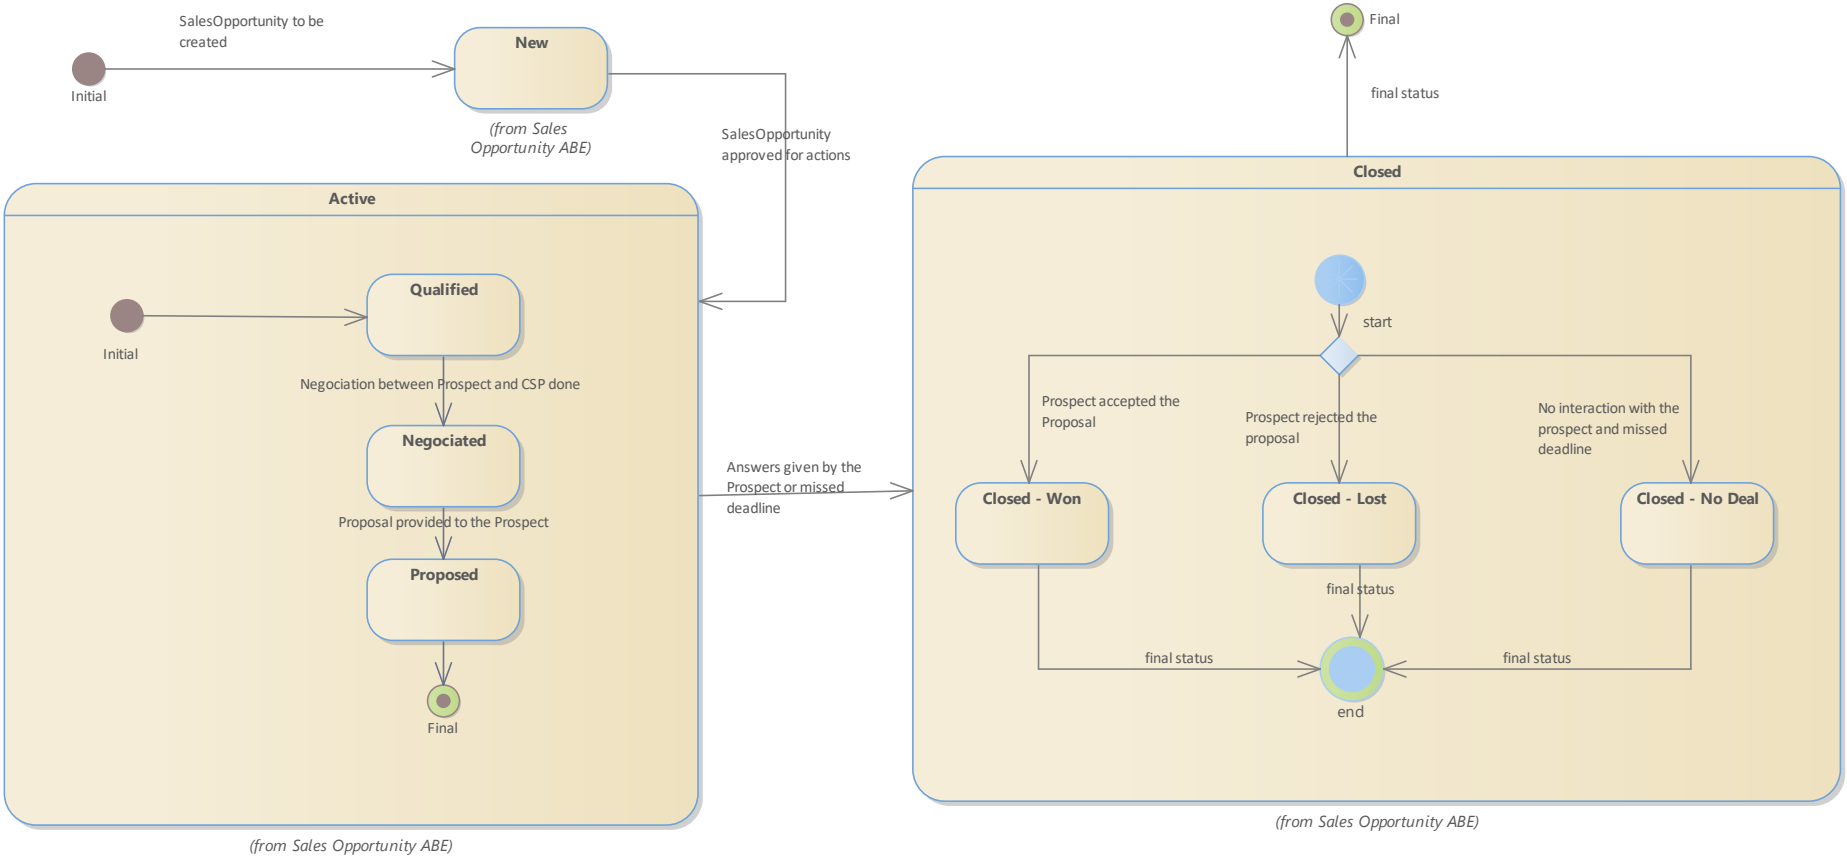 SalesOpportunity to be
created
Initial
New
(from Sales
Opportunity ABE)
SalesOpportunity
approved for actions
Active
Initial
Qualified
Negociation between Prospect and CSP done
Negociated
Proposal provided to the Prospect
Proposed
Final
(from Sales Opportunity ABE)
Answers given by the
Prospect or missed
deadline
Final
final status
Closed
start
Prospect accepted the
Proposal
Prospect rejected the
proposal
No interaction with the
prospect and missed
deadline
Closed - Won
Closed - Lost
Closed - No Deal
final status
final status
final status
end
(from Sales Opportunity ABE)